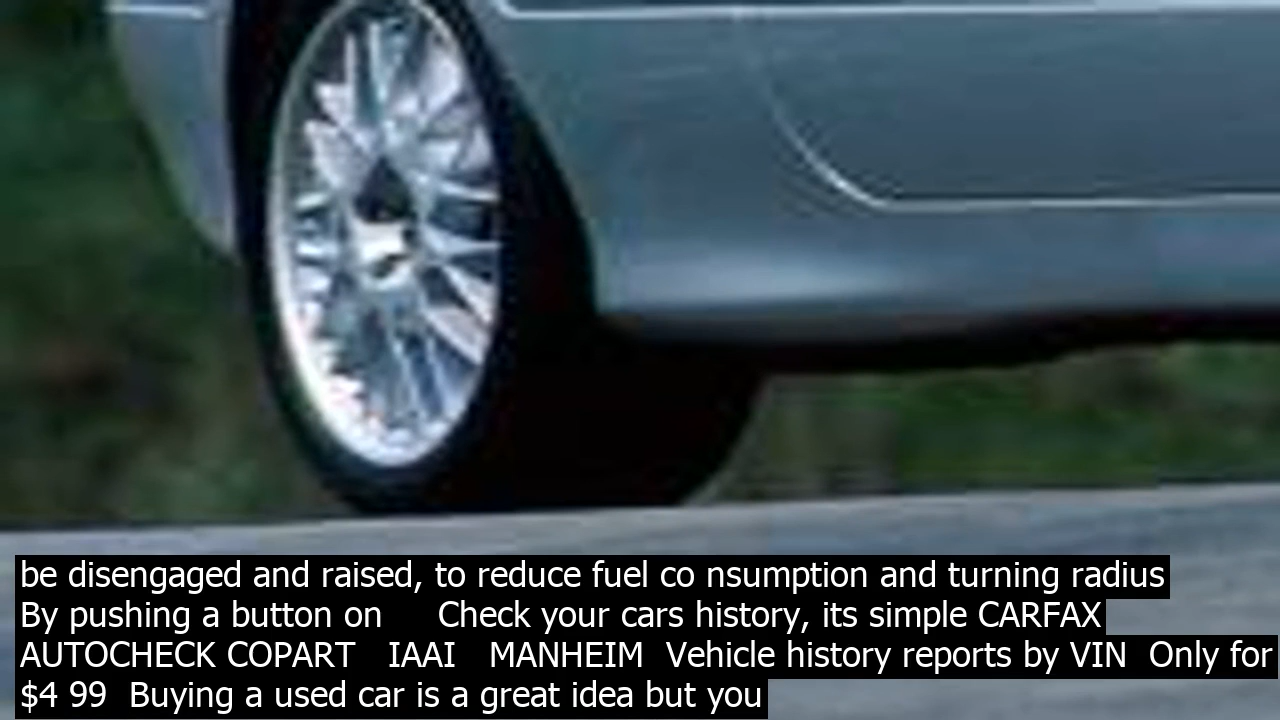 be disengaged and raised, to reduce fuel co nsumption and turning radius
By pushing a button on Check your cars history, its simple CARFAX
AUTOCHECK COPART IAAI MANHEIM Vehicle history reports by VIN Only for
$4 99 Buying a used car is a great idea but you